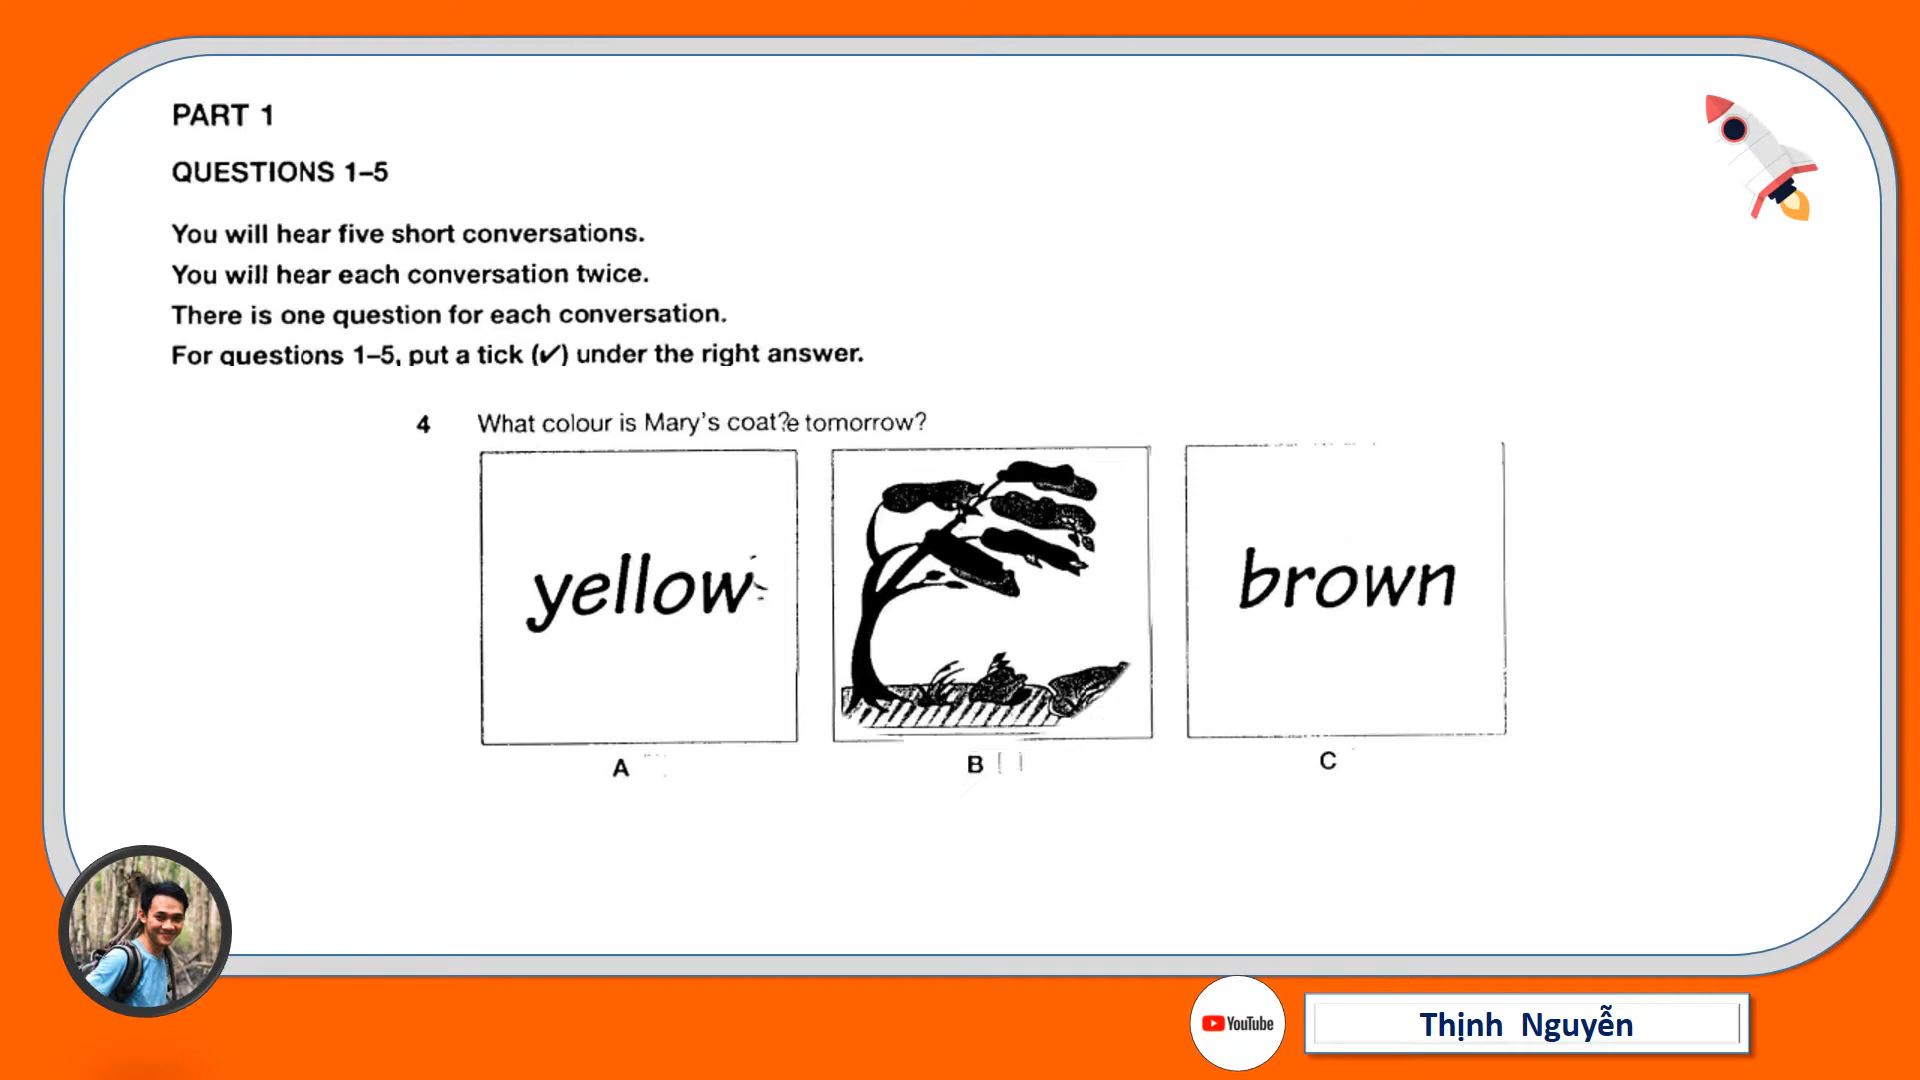 PART 1
QUESTIONS 1–5
You will hear five short conversations.
You will hear each conversation twice.
There is one question for each conversation.
For questions 1–5, put a tick (✔) under the right answer.
4 What colour is Mary's coat?e tomorrow?
yellow
brown
A B C
YouTube
Thịnh Nguyễn